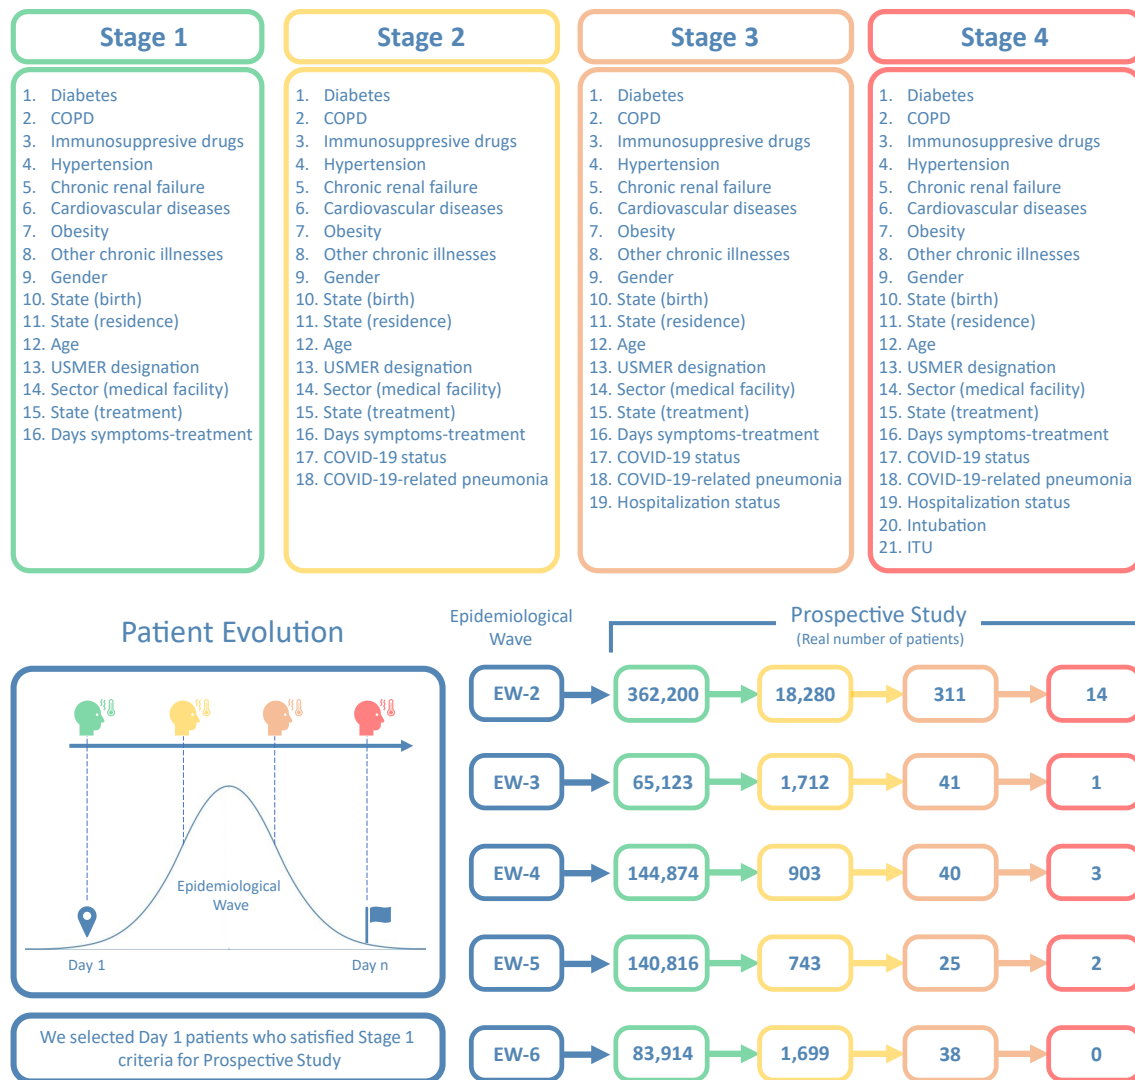 Stage 1
1. Diabetes
2. COPD
3. Immunosuppresive drugs
4. Hypertension
5. Chronic renal failure
6. Cardiovascular diseases
7. Obesity
8. Other chronic illnesses
9. Gender
10. State (birth)
11. State (residence)
12. Age
13. USMER designation
14. Sector (medical facility)
15. State (treatment)
16. Days symptoms-treatment
Stage 2
1. Diabetes
2. COPD
3. Immunosuppresive drugs
4. Hypertension
5. Chronic renal failure
6. Cardiovascular diseases
7. Obesity
8. Other chronic illnesses
9. Gender
10. State (birth)
11. State (residence)
12. Age
13. USMER designation
14. Sector (medical facility)
15. State (treatment)
16. Days symptoms-treatment
17. COVID-19 status
18. COVID-19-related pneumonia
Stage 3
1. Diabetes
2. COPD
3. Immunosuppresive drugs
4. Hypertension
5. Chronic renal failure
6. Cardiovascular diseases
7. Obesity
8. Other chronic illnesses
9. Gender
10. State (birth)
11. State (residence)
12. Age
13. USMER designation
14. Sector (medical facility)
15. State (treatment)
16. Days symptoms-treatment
17. COVID-19 status
18. COVID-19-related pneumonia
19. Hospitalization status
Stage 4
1. Diabetes
2. COPD
3. Immunosuppresive drugs
4. Hypertension
5. Chronic renal failure
6. Cardiovascular diseases
7. Obesity
8. Other chronic illnesses
9. Gender
10. State (birth)
11. State (residence)
12. Age
13. USMER designation
14. Sector (medical facility)
15. State (treatment)
16. Days symptoms-treatment
17. COVID-19 status
18. COVID-19-related pneumonia
19. Hospitalization status
20. Intubation
21. ITU
Patient Evolution
Epidemiological
Wave
Day 1
Day n
We selected Day 1 patients who satisfied Stage 1
criteria for Prospective Study
Epidemiological
Wave
Prospective Study
(Real number of patients)
EW-2 362,200 18,280 311 14
EW-3 65,123 1,712 41 1
EW-4 144,874 903 40 3
EW-5 140,816 743 25 2
EW-6 83,914 1,699 38 0